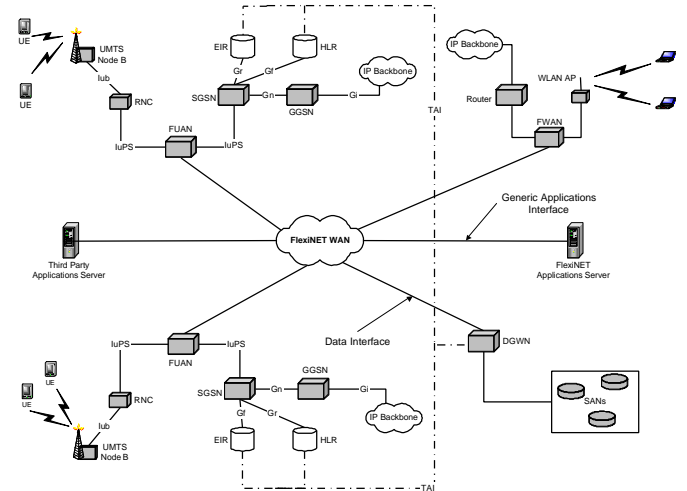 UE
UMTS
Node B
UE
Iub
RNC
IuPS
FUAN
IuPS
EIR
HLR
Gr
Gf
SGSN
Gn
GGSN
Gi
IP Backbone
TAI
IP Backbone
Router
WLAN AP
FWAN
Generic Applications
Interface
FlexiNET WAN
Third Party
Applications Server
FlexiNET
Applications Server
Data Interface
DGWN
SANs
IuPS
FUAN
IuPS
UE
UE
RNC
Iub
UMTS
Node B
SGSN
Gn
GGSN
Gi
IP Backbone
Gf
Gr
EIR
HLR
TAI